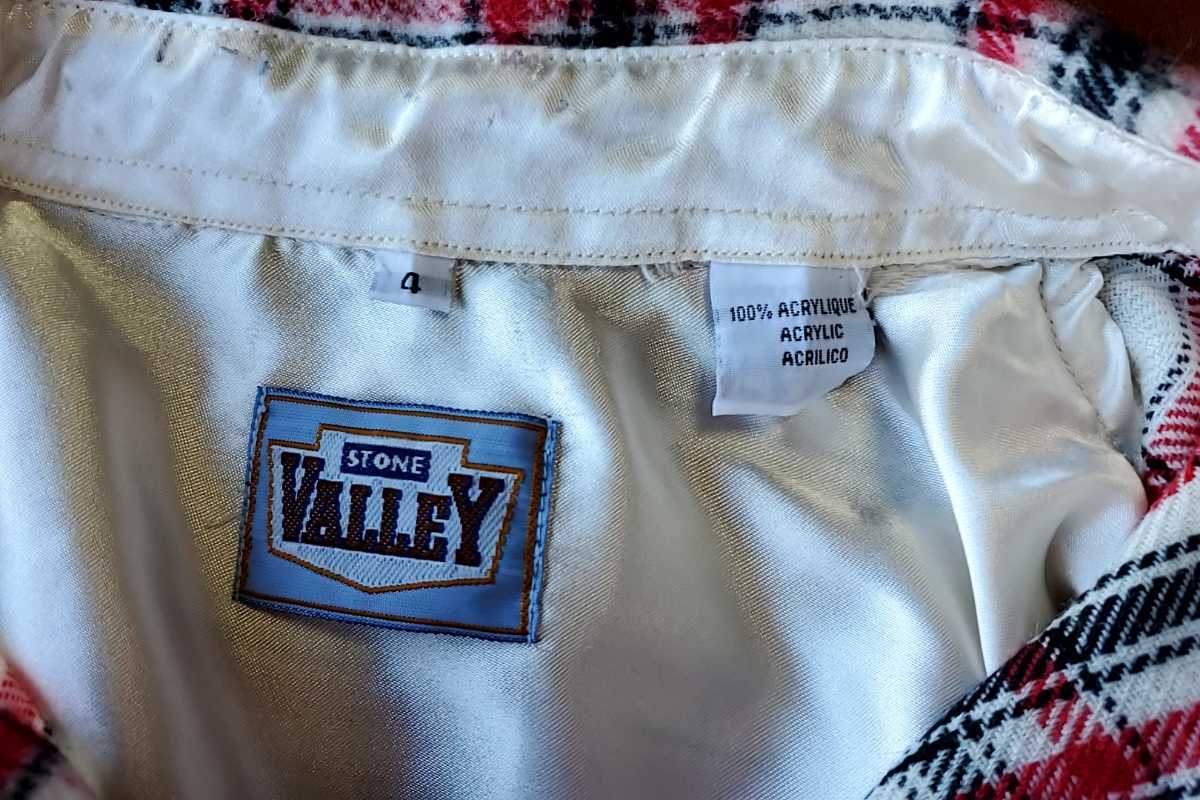 4
100% ACRYLIQUE
ACRYLIC
ACRILICO
STONE
VALLEY